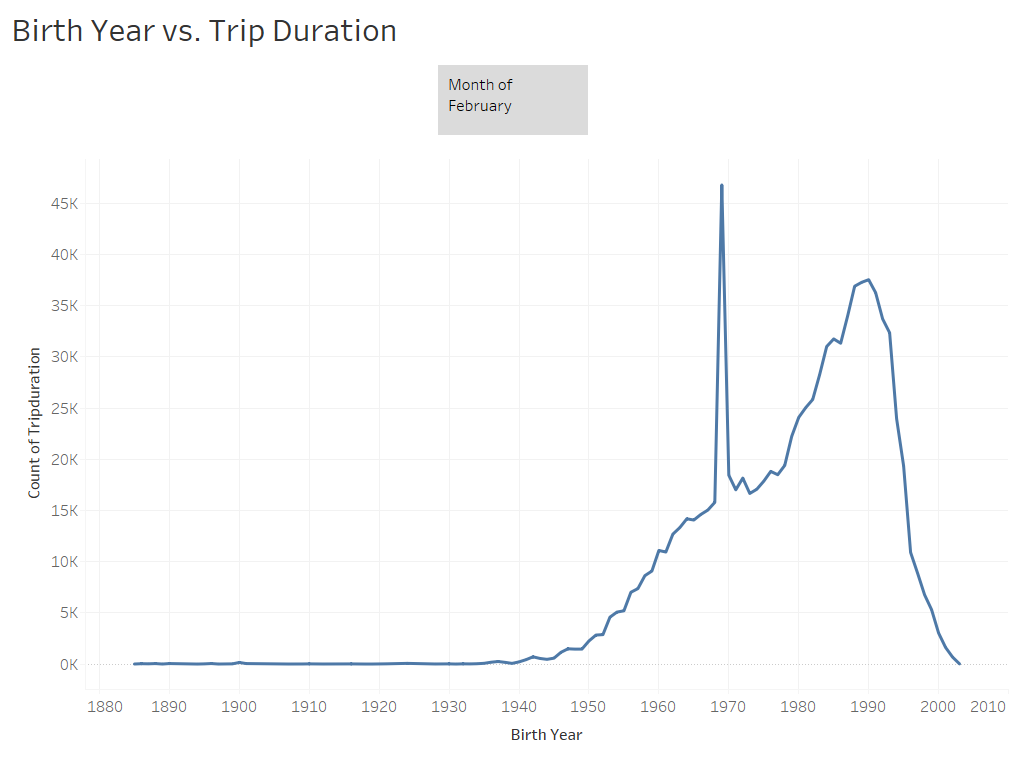 Birth Year vs. Trip Duration
Month of
February
Count of Tripduration
45K
40K
35K
30K
25K
20K
15K
10K
5K
0K
1880 1890 1900 1910 1920 1930 1940 1950 1960 1970 1980 1990 2000 2010
Birth Year